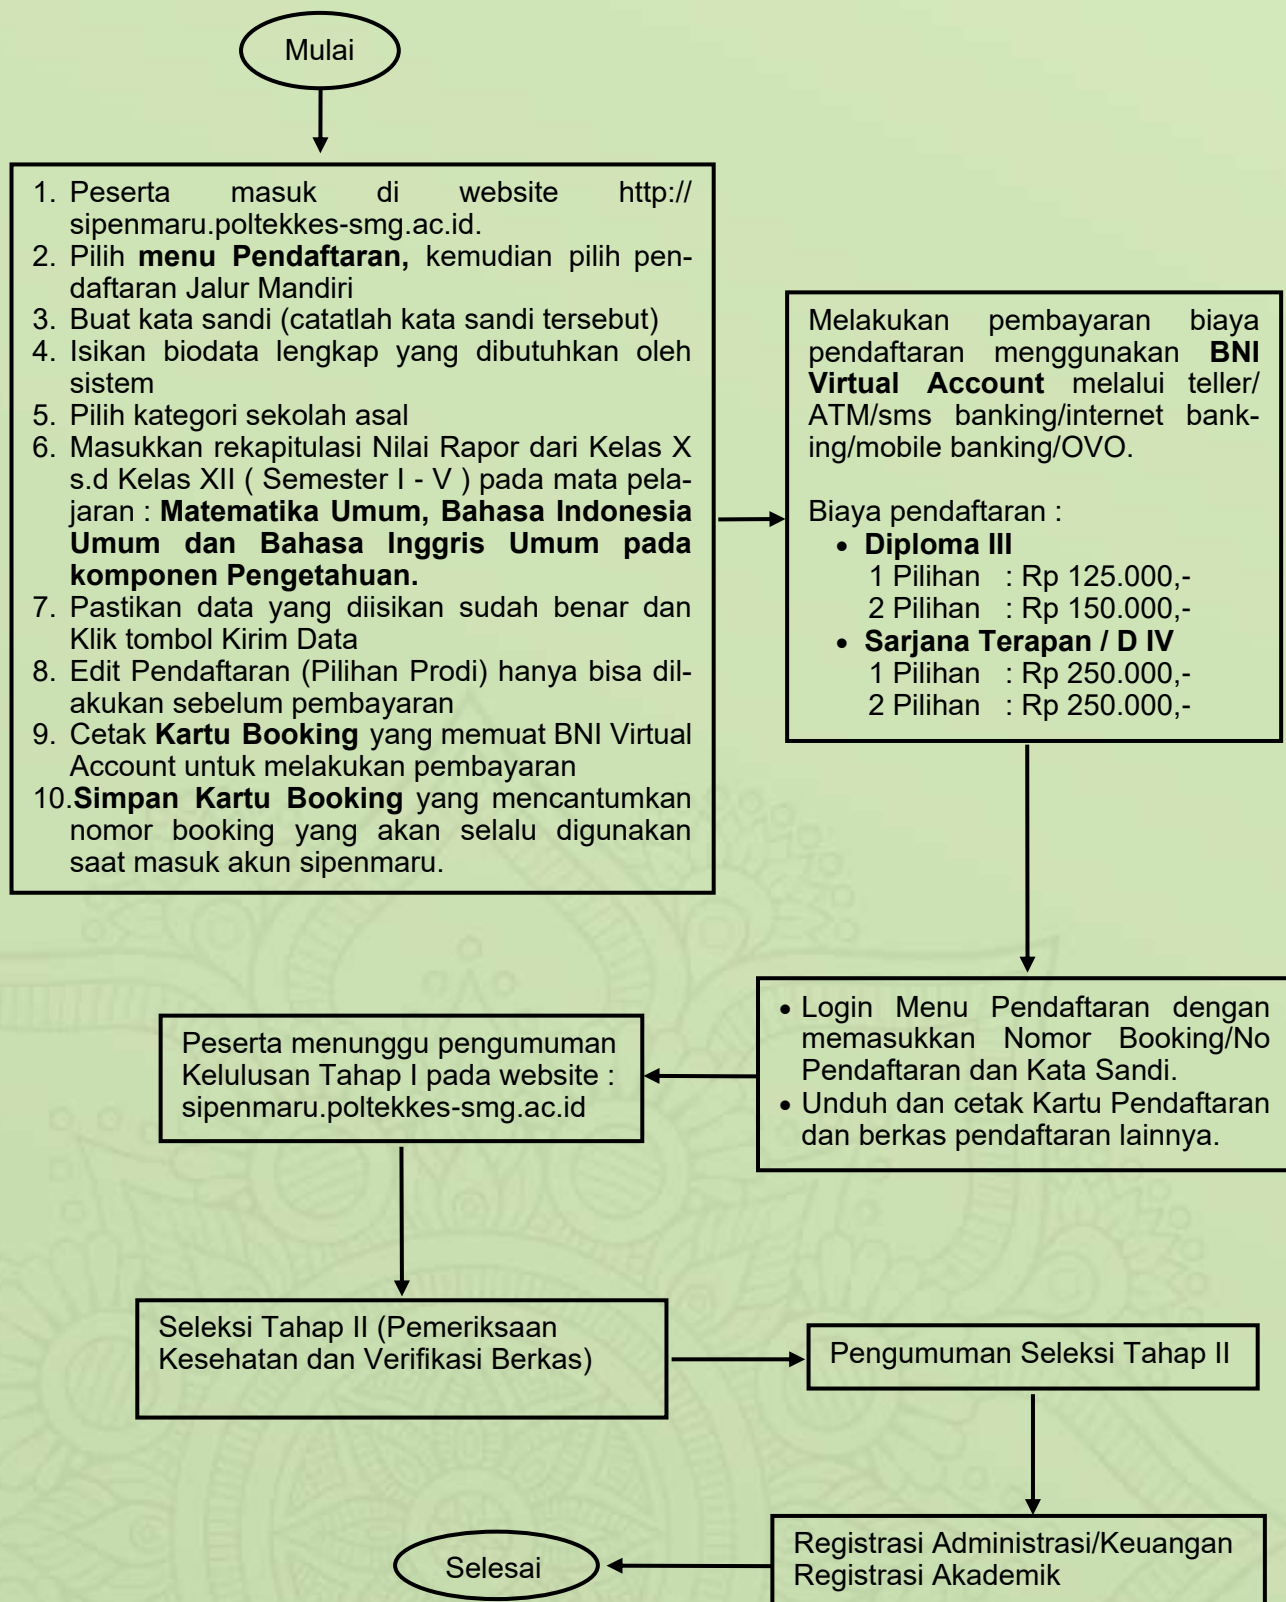 Mulai
1. Peserta masuk di website http://
sipenmaru.poltekkes-smg.ac.id.
2. Pilih menu Pendaftaran, kemudian pilih pen-
daftaran Jalur Mandiri
3. Buat kata sandi (catatlah kata sandi tersebut)
4. Isikan biodata lengkap yang dibutuhkan oleh
sistem
5. Pilih kategori sekolah asal
6. Masukkan rekapitulasi Nilai Rapor dari Kelas X
s.d Kelas XII ( Semester I - V ) pada mata pela-
jaran : Matematika Umum, Bahasa Indonesia
Umum dan Bahasa Inggris Umum pada
komponen Pengetahuan.
7. Pastikan data yang diisikan sudah benar dan
Klik tombol Kirim Data
8. Edit Pendaftaran (Pilihan Prodi) hanya bisa dil-
akukan sebelum pembayaran
9. Cetak Kartu Booking yang memuat BNI Virtual
Account untuk melakukan pembayaran
10.Simpan Kartu Booking yang mencantumkan
nomor booking yang akan selalu digunakan
saat masuk akun sipenmaru.
Melakukan pembayaran biaya
pendaftaran menggunakan BNI
Virtual Account melalui teller/
ATM/sms banking/internet bank-
ing/mobile banking/OVO.
Biaya pendaftaran :
• Diploma III
1 Pilihan : Rp 125.000,-
2 Pilihan : Rp 150.000,-
• Sarjana Terapan / D IV
1 Pilihan : Rp 250.000,-
2 Pilihan : Rp 250.000,-
• Login Menu Pendaftaran dengan
memasukkan Nomor Booking/No
Pendaftaran dan Kata Sandi.
• Unduh dan cetak Kartu Pendaftaran
dan berkas pendaftaran lainnya.
Peserta menunggu pengumuman
Kelulusan Tahap I pada website :
sipenmaru.poltekkes-smg.ac.id
Seleksi Tahap II (Pemeriksaan
Kesehatan dan Verifikasi Berkas)
Pengumuman Seleksi Tahap II
Registrasi Administrasi/Keuangan
Registrasi Akademik
Selesai